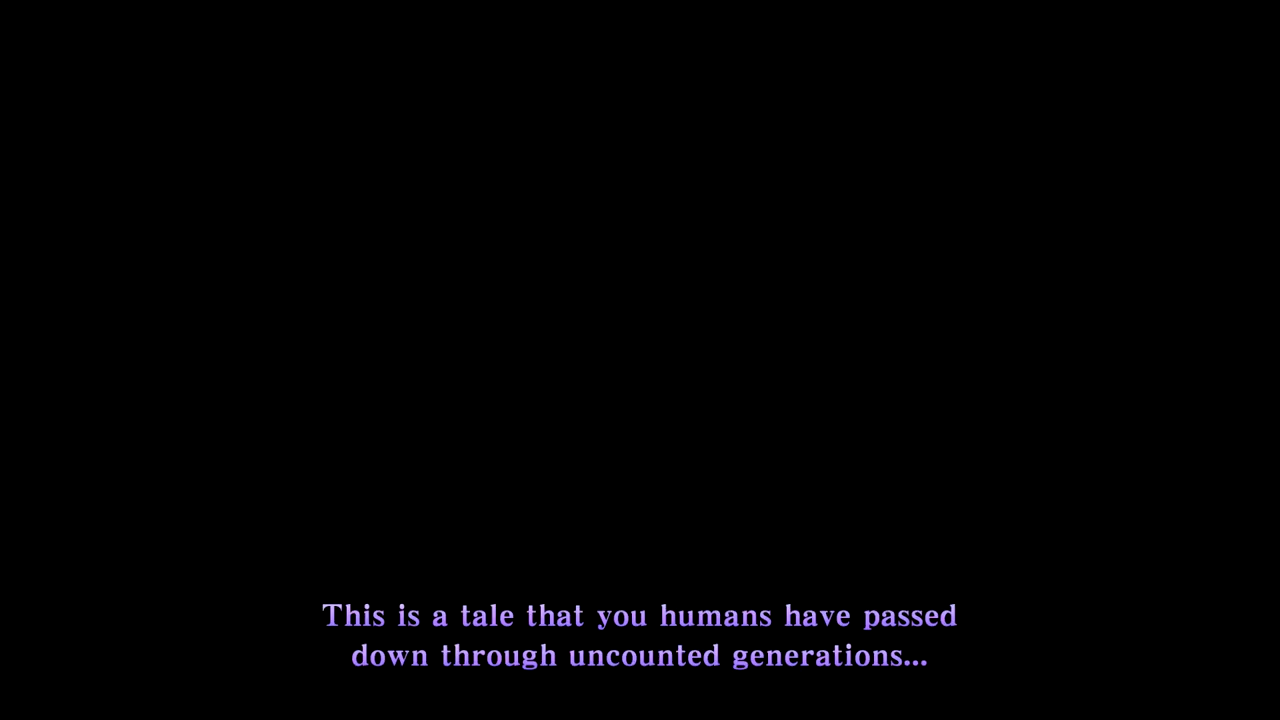 This is a tale that you humans have passed
down through uncounted generations...